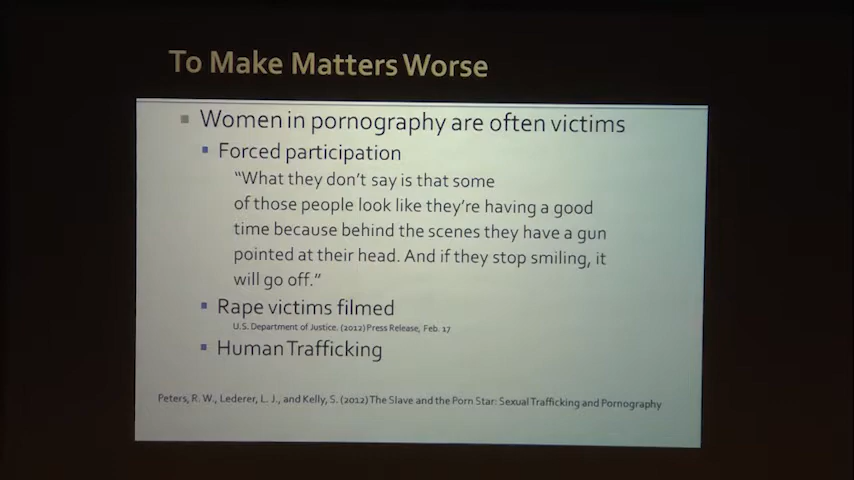 To Make Matters Worse
Women in pornography are often victims
Forced participation
“What they don’t say is that some
of those people look like they’re having a good
time because behind the scenes they have a gun
pointed at their head. And if they stop smiling, it
will go off.”
Rape victims filmed
U.S. Department of Justice. (2012) Press Release, Feb. 17
Human Trafficking
Peters, R. W., Lederer, L. J., and Kelly, S. (2012) The Slave and the Porn Star: Sexual Trafficking and Pornography